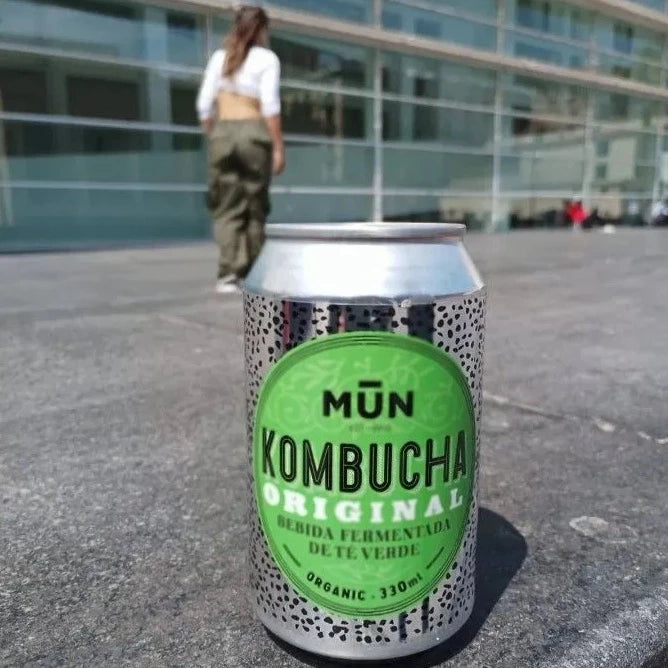 MŪN
KOMBUCHA
ORIGINAL
BEBIDA FERMENTADA
DE TÉ VERDE
ORGANIC . 330ml